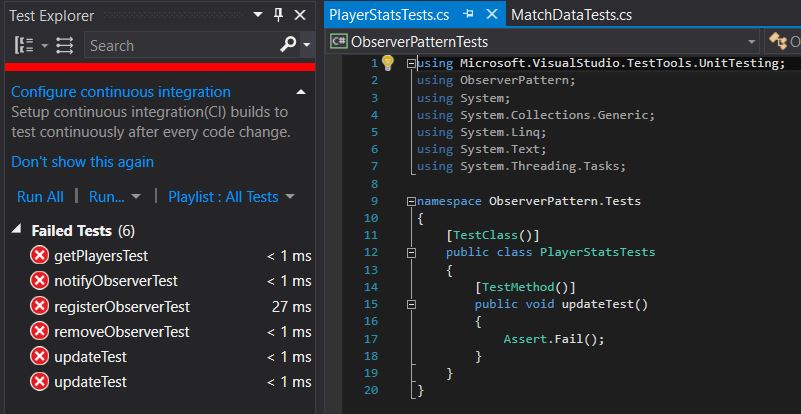 Test Explorer
Search
Configure continuous integration
Setup continuous integration(CI) builds to
test continuously after every code change.
Don't show this again
Run All | Run... | Playlist : All Tests
Failed Tests (6)
getPlayersTest < 1 ms
notifyObserverTest < 1 ms
registerObserverTest 27 ms
removeObserverTest < 1 ms
updateTest < 1 ms
updateTest < 1 ms
PlayerStatsTests.cs MatchDataTests.cs
C# ObserverPatternTests O
1 using Microsoft.VisualStudio.TestTools.UnitTesting;
2 using ObserverPattern;
3 using System;
4 using System.Collections.Generic;
5 using System.Linq;
6 using System.Text;
7 using System.Threading.Tasks;
8
9 namespace ObserverPattern.Tests
10 {
11 [TestClass()]
12 public class PlayerStatsTests
13 {
14 [TestMethod()]
15 public void updateTest()
16 {
17 Assert.Fail();
18 }
19 }
20 }